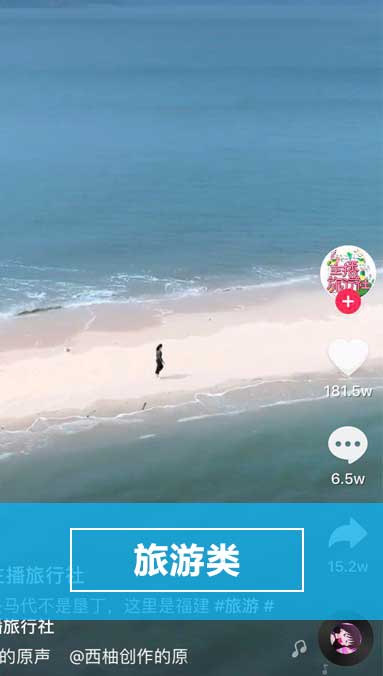 主播
旅行社
181.5w
6.5w
旅游类
15.2w
主播旅行社
马代不是垦丁，这里是福建 #旅游 #
播旅行社
的原声 @西柚创作的原